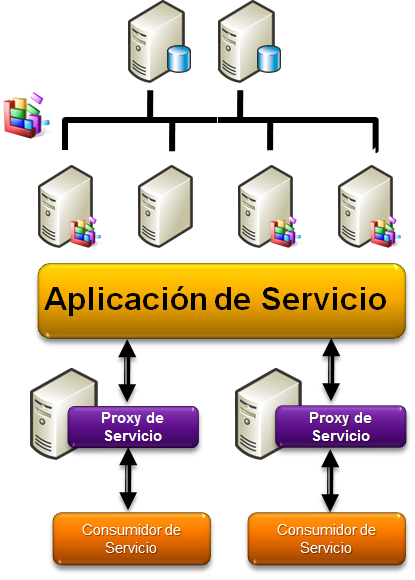 Aplicación de Servicio
Proxy de
Servicio
Proxy de
Servicio
Consumidor de
Servicio
Consumidor de
Servicio